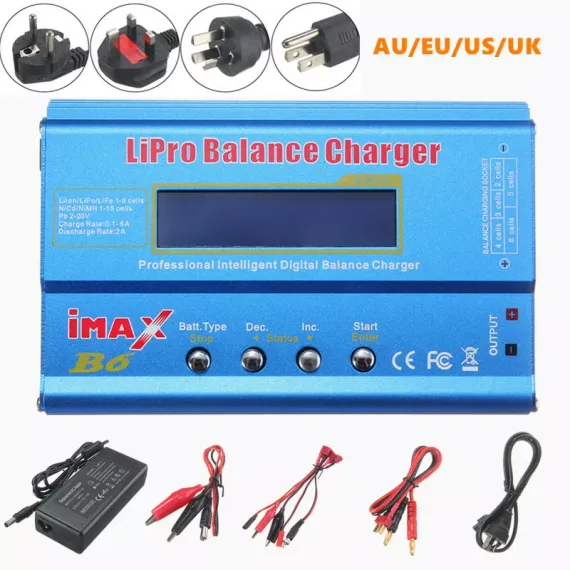 AU/EU/US/UK
LiPro Balance Charger
LiIon/LiPo/LiFe 1-6 cells
NiCd/NiMH 1-15 cells
Pb 2-20V
Charge Rate:0.1-6A
Discharge Rate:2A
Professional Intelligent Digital Balance Charger
BALANCE CHARGING SOCKET
4 cells 3 cells 2 cells
6 cells 5 cells
iMAX
B6
Batt.Type
Stop
Dec. Inc.
Status
Start
Enter
CE FC
OUTPUT
+
-